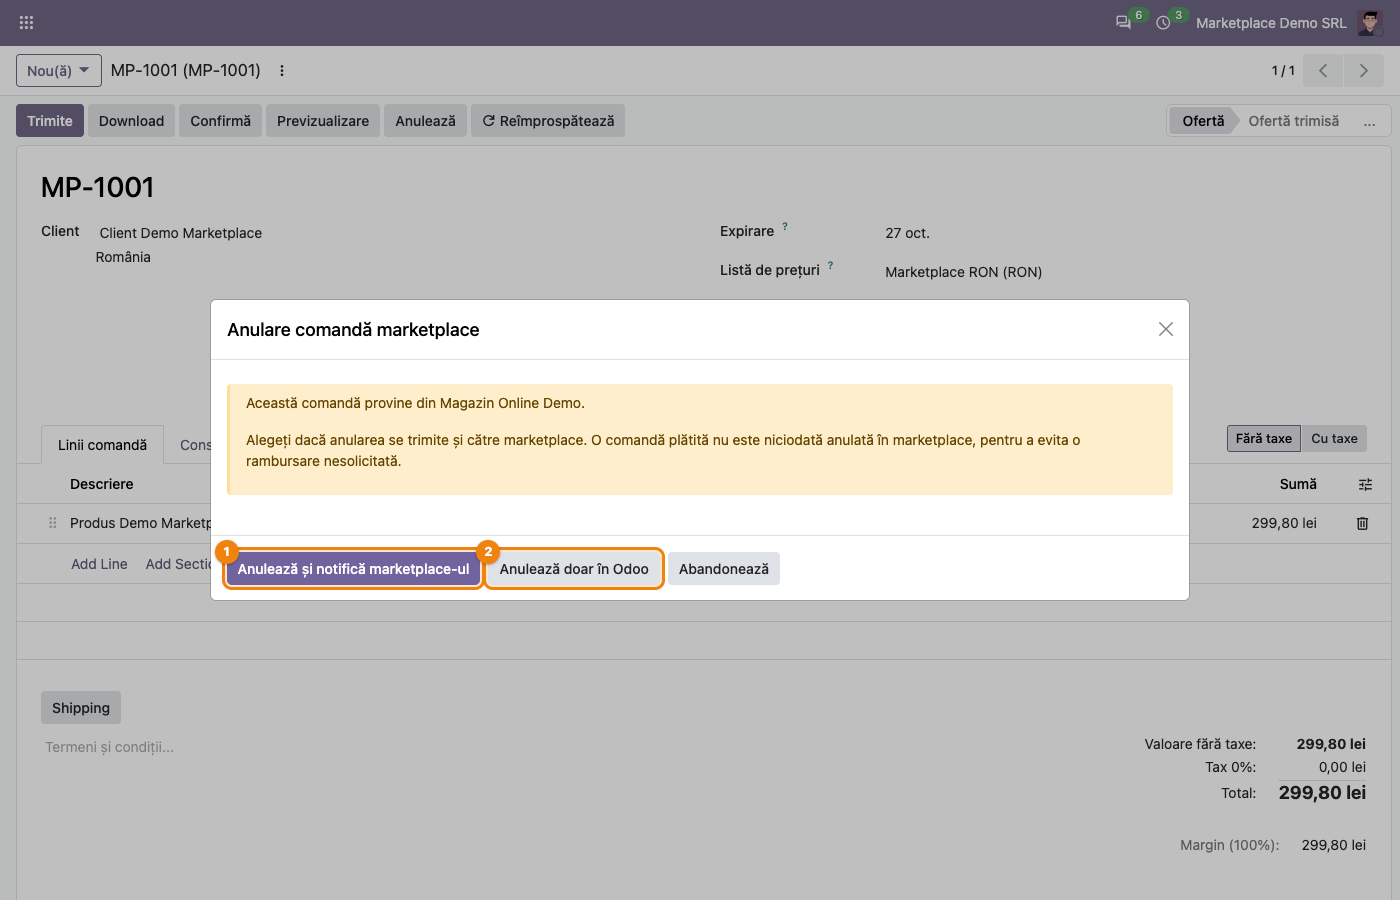 6
3
Marketplace Demo SRL
Nou(ă)
MP-1001 (MP-1001)
1 / 1
Trimite
Download
Confirmă
Previzualizare
Anulează
Reîmprospătează
Ofertă
Ofertă trimisă
...
MP-1001
Client
Client Demo Marketplace
România
Expirare ?
27 oct.
Listă de prețuri ?
Marketplace RON (RON)
Anulare comandă marketplace
Această comandă provine din Magazin Online Demo.
Alegeți dacă anularea se trimite și către marketplace. O comandă plătită nu este niciodată anulată în marketplace, pentru a evita o
rambursare nesolicitată.
1
Anulează și notifică marketplace-ul
2
Anulează doar în Odoo
Abandonează
Linii comandă
Cons
Fără taxe
Cu taxe
Descriere
Sumă
Produs Demo Marketp
299,80 lei
Add Line
Add Sectio
Shipping
Termeni și condiții...
Valoare fără taxe:
299,80 lei
Tax 0%:
0,00 lei
Total:
299,80 lei
Margin (100%):
299,80 lei